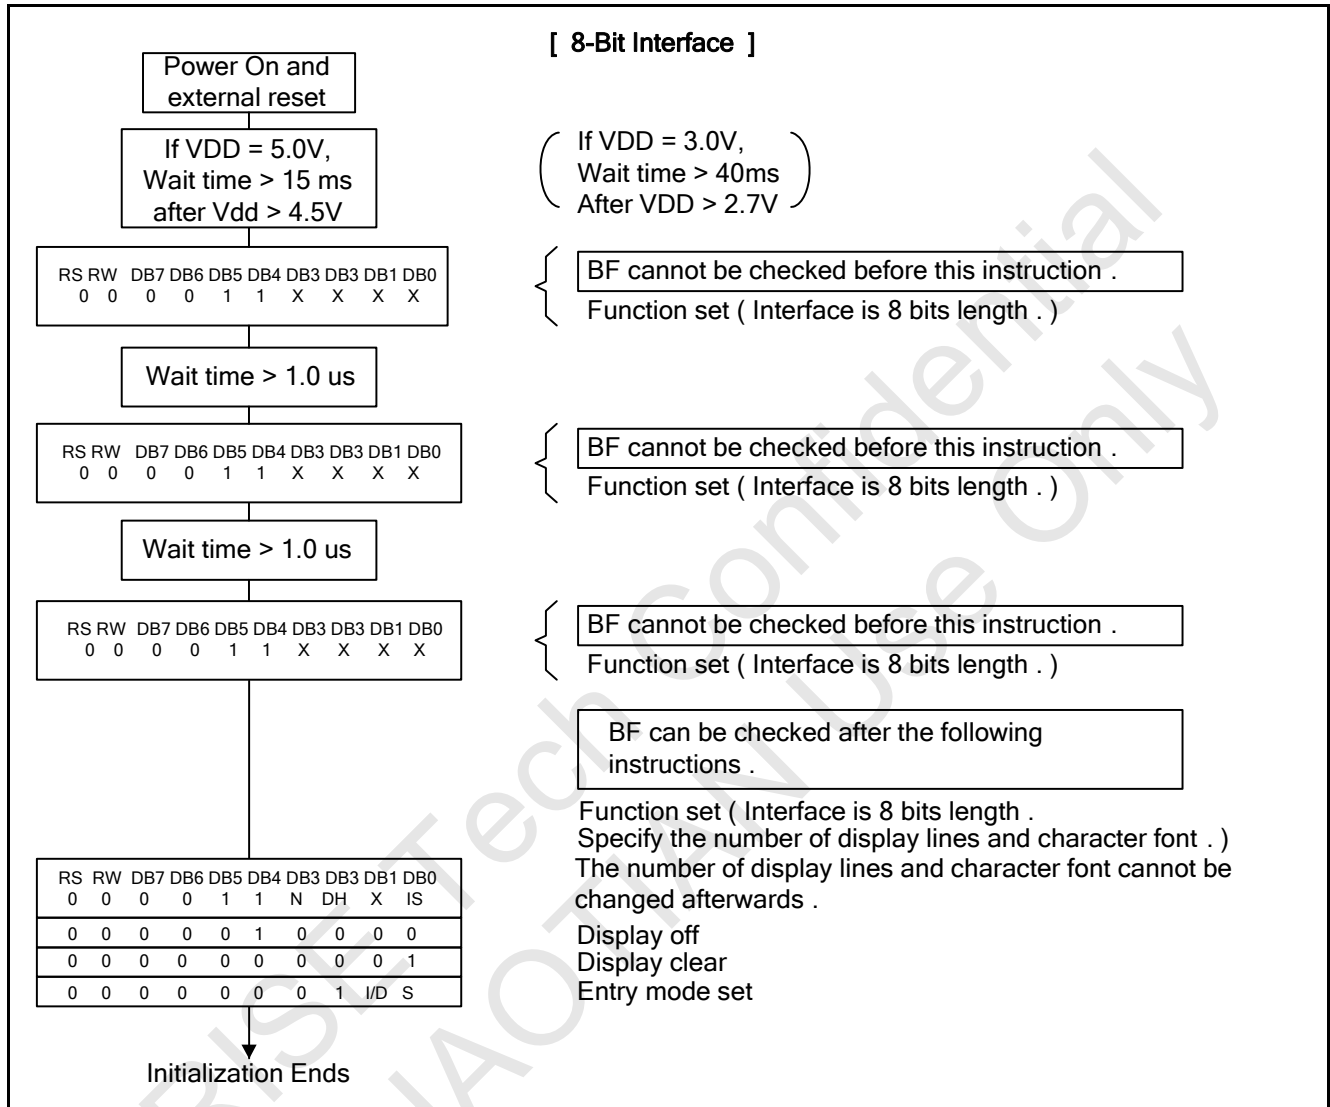 [ 8-Bit Interface ]
Power On and
external reset
If VDD = 5.0V,
Wait time > 15 ms
after Vdd > 4.5V
If VDD = 3.0V,
Wait time > 40ms
After VDD > 2.7V
RS RW DB7 DB6 DB5 DB4 DB3 DB3 DB1 DB0
0 0 0 0 1 1 X X X X
BF cannot be checked before this instruction .
Function set ( Interface is 8 bits length . )
Wait time > 1.0 us
RS RW DB7 DB6 DB5 DB4 DB3 DB3 DB1 DB0
0 0 0 0 1 1 X X X X
BF cannot be checked before this instruction .
Function set ( Interface is 8 bits length . )
Wait time > 1.0 us
RS RW DB7 DB6 DB5 DB4 DB3 DB3 DB1 DB0
0 0 0 0 1 1 X X X X
BF cannot be checked before this instruction .
Function set ( Interface is 8 bits length . )
BF can be checked after the following
instructions .
Function set ( Interface is 8 bits length .
Specify the number of display lines and character font . )
The number of display lines and character font cannot be
changed afterwards .
RS RW DB7 DB6 DB5 DB4 DB3 DB3 DB1 DB0
0 0 0 0 1 1 N DH X IS
0 0 0 0 0 1 0 0 0 0
Display off
0 0 0 0 0 0 0 0 0 1
Display clear
0 0 0 0 0 0 0 1 I/D S
Entry mode set
Initialization Ends
RISE Tech Confidential
JAOTIAN Use Only